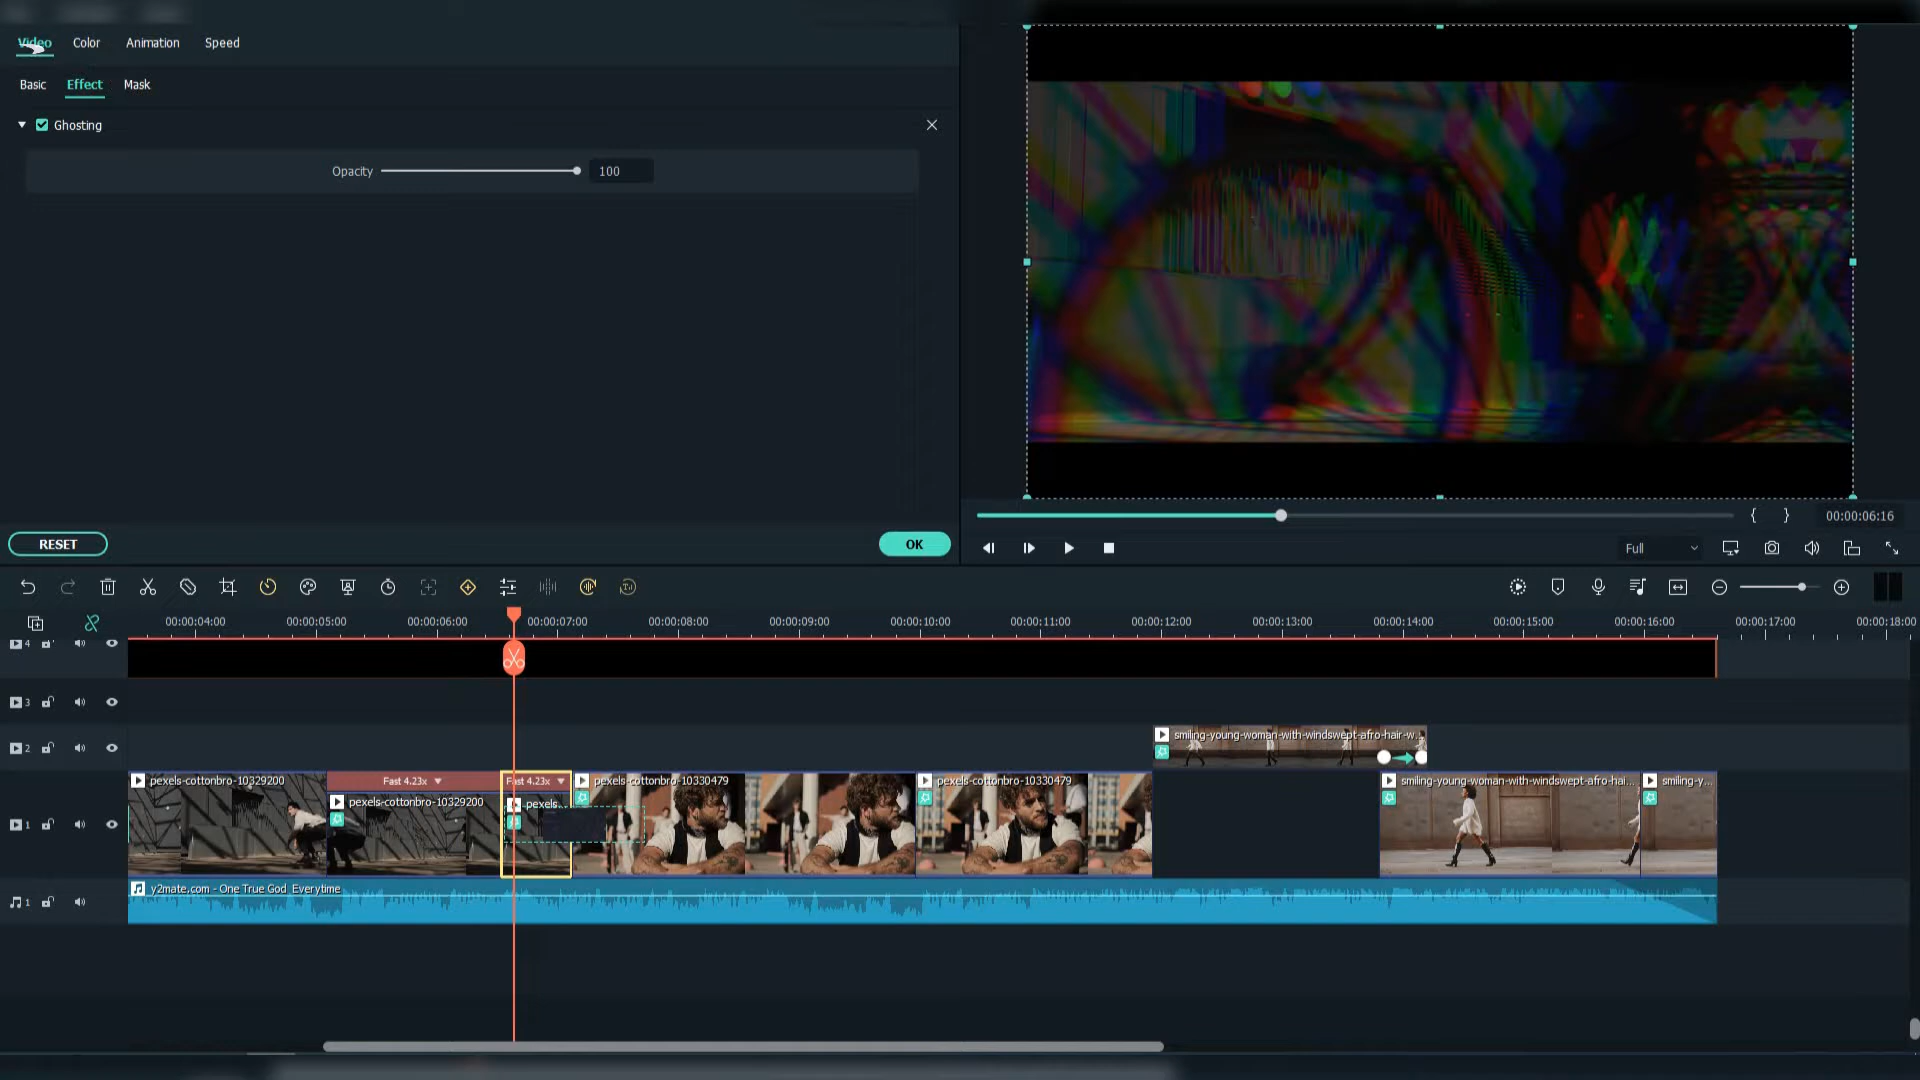 Video Color Animation Speed
Basic Effect Mask
Ghosting
Opacity 100
RESET OK
00:00:06:16
Full
00:00:04:00 00:00:05:00 00:00:06:00 00:00:07:00 00:00:08:00 00:00:09:00 00:00:10:00 00:00:11:00 00:00:12:00 00:00:13:00 00:00:14:00 00:00:15:00 00:00:16:00 00:00:17:00 00:00:18:00
4
3
2 smiling-young-woman-with-windswept-afro-hair-w...
pexels-cottonbro-10329200 Fast 4.23x Fast 4.23x pexels-cottonbro-10330479 pexels-cottonbro-10330479 smiling-young-woman-with-windswept-afro-hai... smiling-y...
pexels-cottonbro-10329200 pexels...
1
y2mate.com - One True God Everytime
1